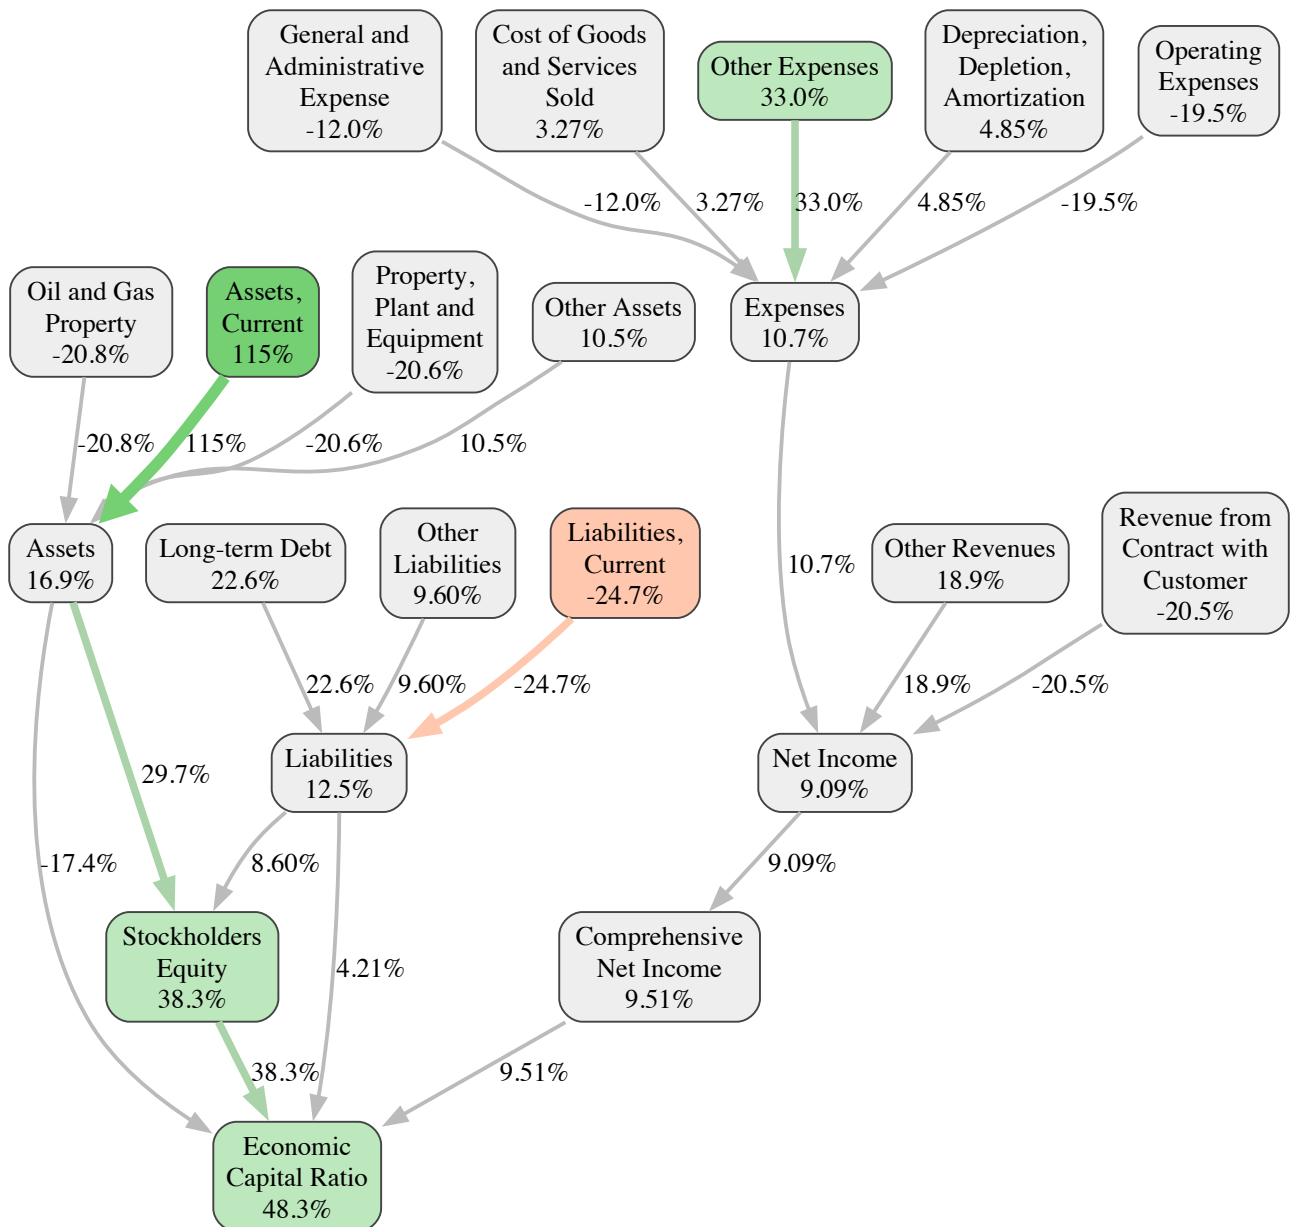 General and
Administrative
Expense
-12.0%
Cost of Goods
and Services
Sold
3.27%
Other Expenses
33.0%
Depreciation,
Depletion,
Amortization
4.85%
Operating
Expenses
-19.5%
-12.0%
3.27%
33.0%
4.85%
-19.5%
Oil and Gas
Property
-20.8%
Assets,
Current
115%
Property,
Plant and
Equipment
-20.6%
Other Assets
10.5%
Expenses
10.7%
-20.8%
115%
-20.6%
10.5%
Assets
16.9%
Long-term Debt
22.6%
Other
Liabilities
9.60%
Liabilities,
Current
-24.7%
10.7%
Other Revenues
18.9%
Revenue from
Contract with
Customer
-20.5%
22.6%
9.60%
-24.7%
18.9%
-20.5%
29.7%
Liabilities
12.5%
Net Income
9.09%
-17.4%
8.60%
9.09%
Stockholders
Equity
38.3%
4.21%
Comprehensive
Net Income
9.51%
38.3%
9.51%
Economic
Capital Ratio
48.3%